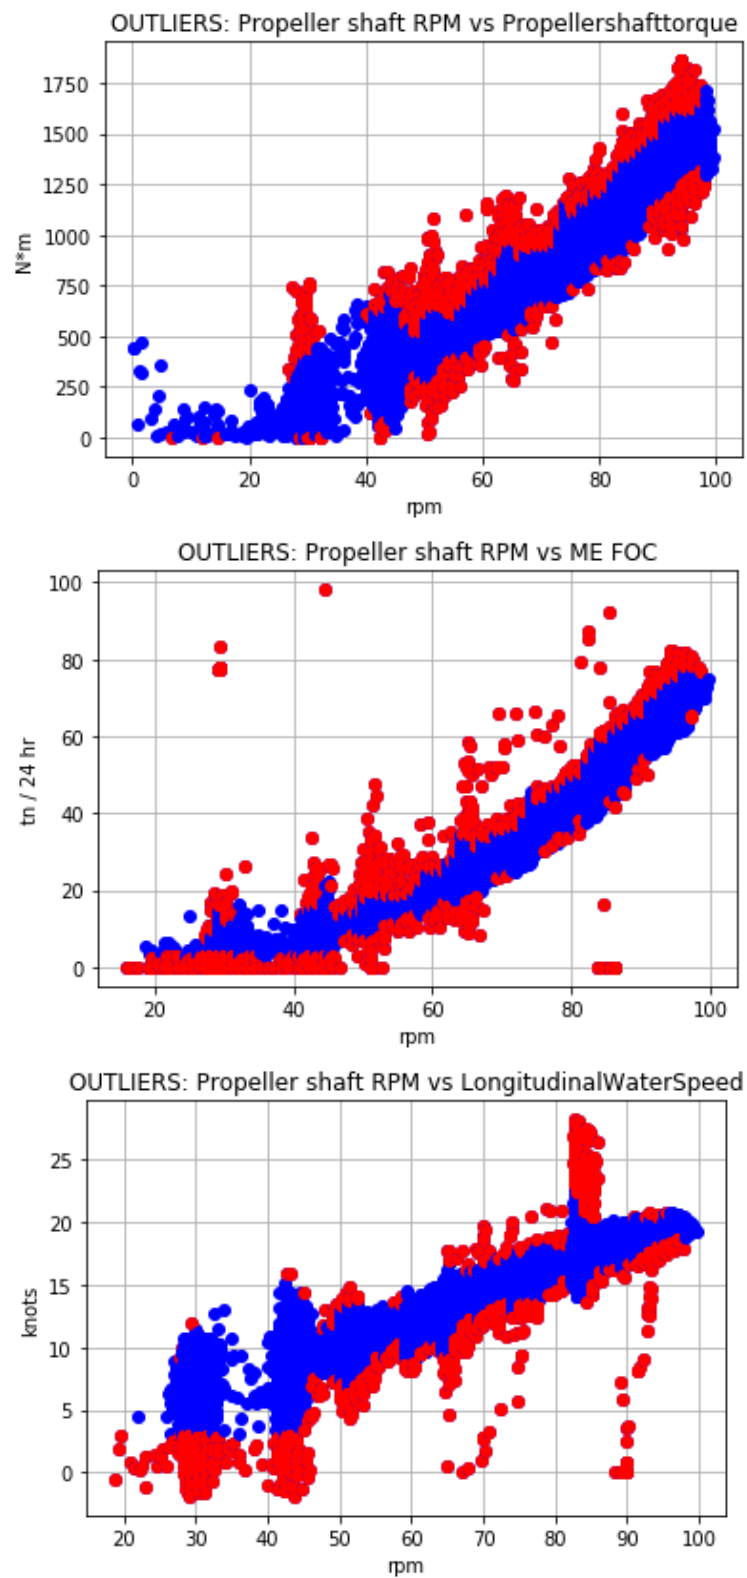 OUTLIERS: Propeller shaft RPM vs Propellershafttorque
1750
1500
1250
1000
750
500
250
0
N*m
0 20 40 60 80 100
rpm
OUTLIERS: Propeller shaft RPM vs ME FOC
100
80
60
40
20
0
tn / 24 hr
20 40 60 80 100
rpm
OUTLIERS: Propeller shaft RPM vs LongitudinalWaterSpeed
25
20
15
10
5
0
knots
20 30 40 50 60 70 80 90 100
rpm